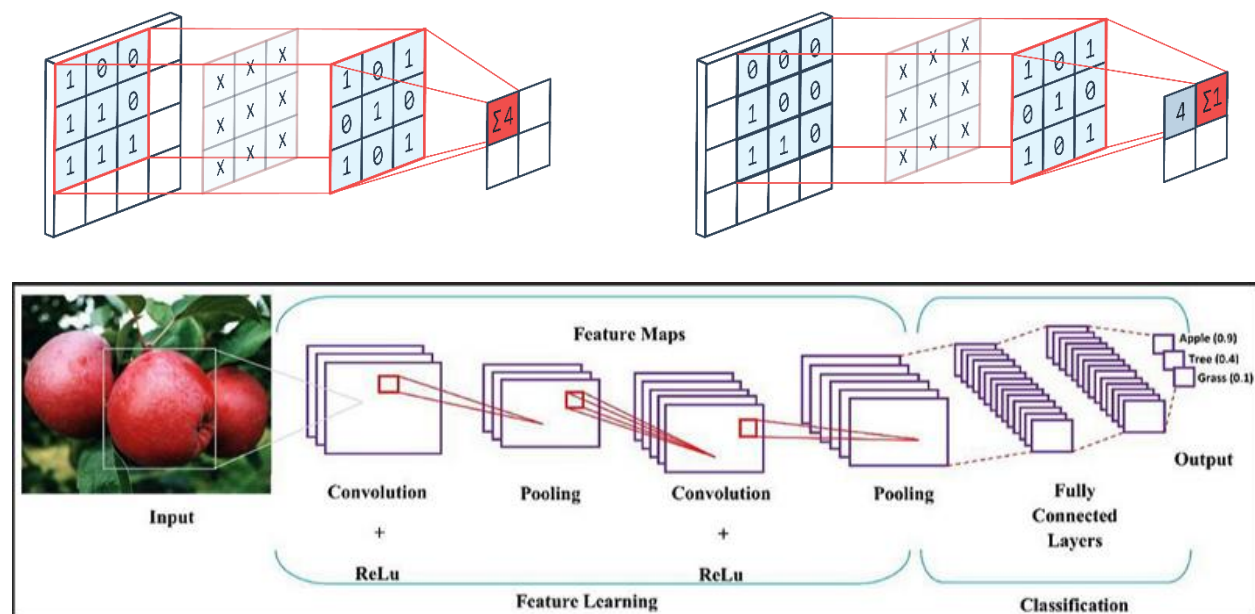 1 0 0
1 1 0
1 1 1
x x x
x x x
x x x
1 0 1
0 1 0
1 0 1
Σ4
0 0 0
1 0 0
1 1 0
x x x
x x x
x x x
1 0 1
0 1 0
1 0 1
4 Σ1
Feature Maps
Apple (0.9)
Tree (0.4)
Grass (0.1)
Input
Convolution
+
ReLu
Pooling
Convolution
+
ReLu
Pooling
Fully
Connected
Layers
Output
Feature Learning
Classification